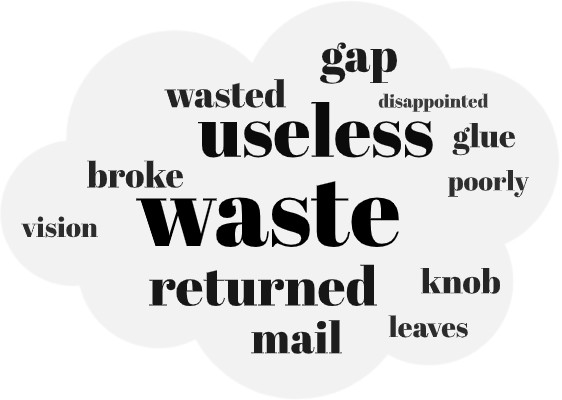 gap
wasted
disappointed
useless
glue
broke
poorly
waste
vision
returned
knob
mail
leaves